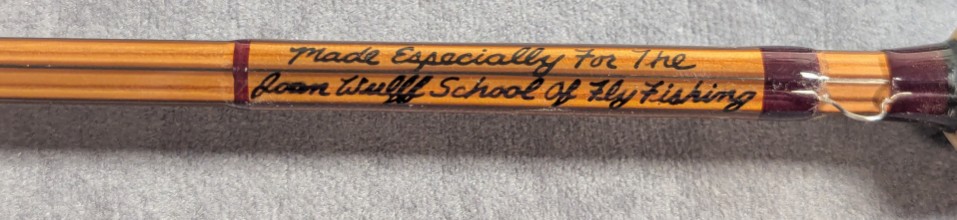 Made Especially For The
Joan Wulff School Of Fly Fishing